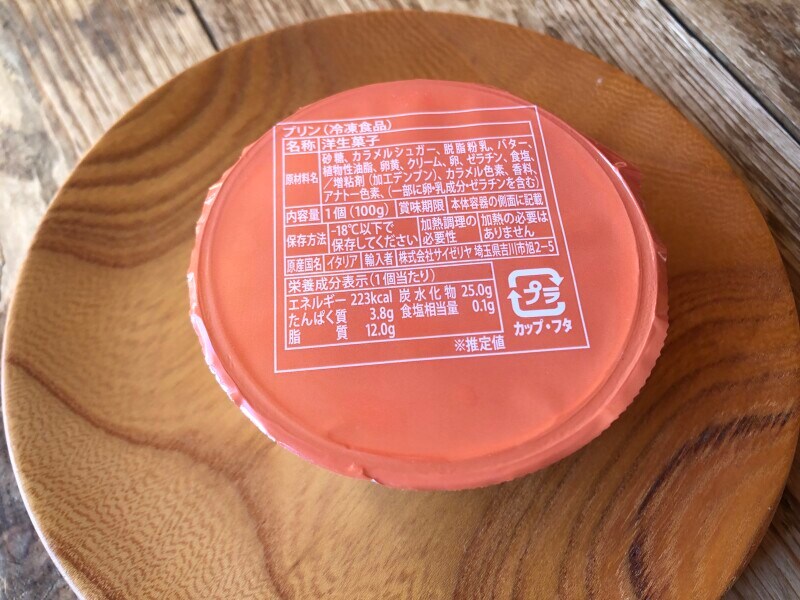 プリン(冷凍食品)
名称 洋生菓子
原材料名 砂糖、カラメルシュガー、脱脂粉乳、バター、
植物性油脂、卵黄、クリーム、卵、ゼラチン、食塩、
/増粘剤(加工デンプン)、カラメル色素、香料、
アナトー色素、(一部に卵・乳成分・ゼラチンを含む)
内容量 1個(100g) 賞味期限 本体容器の側面に記載
保存方法 -18℃以下で保存してください 加熱調理の必要性 加熱の必要はありません
原産国名 イタリア 輸入者 株式会社サイゼリヤ 埼玉県吉川市旭2-5
栄養成分表示(1個当たり)
エネルギー 223kcal 炭水化物 25.0g
たんぱく質 3.8g 食塩相当量 0.1g
脂質 12.0g
※推定値
プラ
カップ・フタ